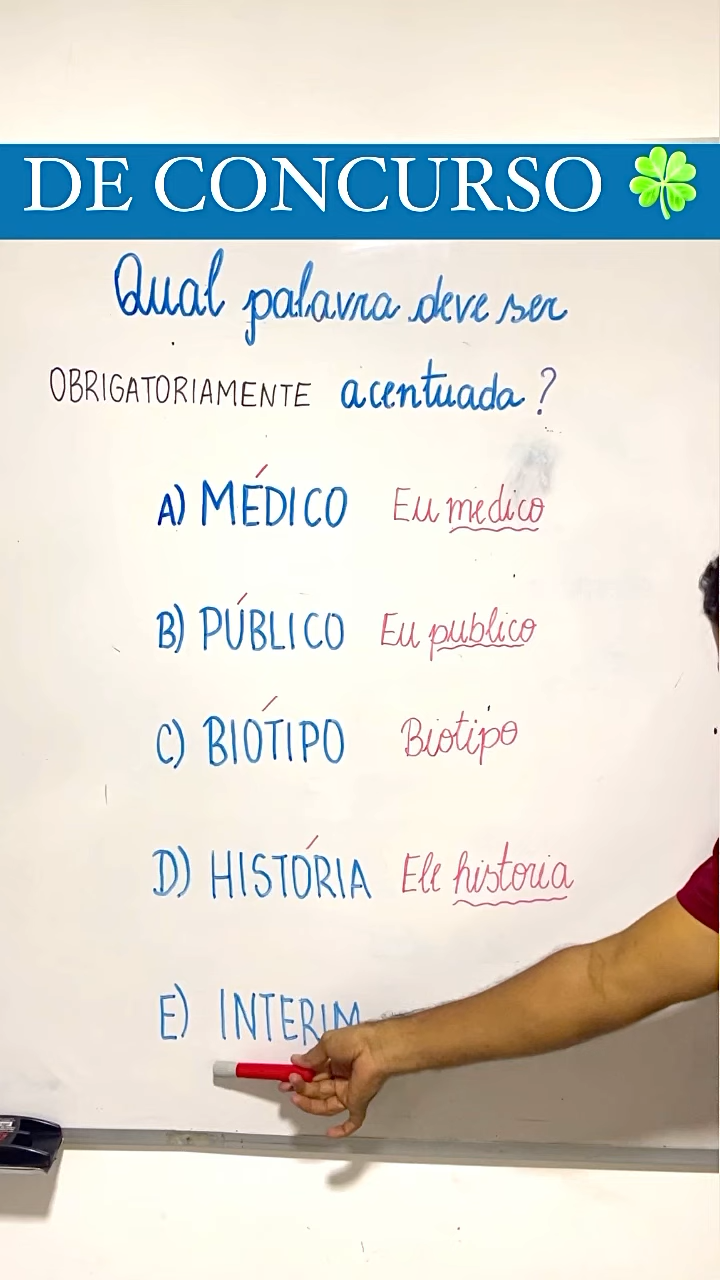 DE CONCURSO 🍀
Qual palavra deve ser
OBRIGATORIAMENTE acentuada?
A) MÉDICO Eu medico
B) PÚBLICO Eu publico
C) BIÓTIPO Biotipo
D) HISTÓRIA Ele historia
E) INTERIM